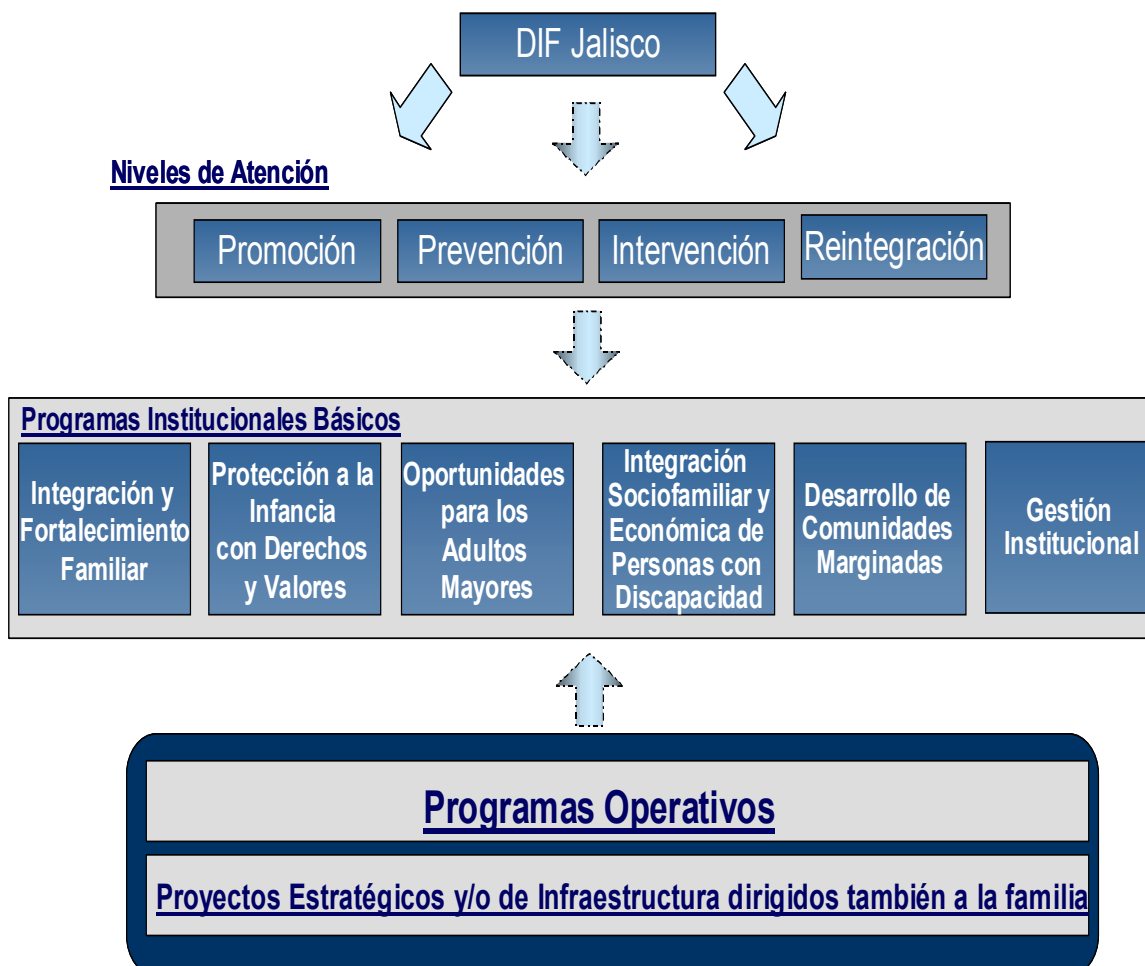 DIF Jalisco
Niveles de Atención
Promoción
Prevención
Intervención
Reintegración
Programas Institucionales Básicos
Integración y
Fortalecimiento
Familiar
Protección a la
Infancia
con Derechos
y Valores
Oportunidades
para los
Adultos
Mayores
Integración
Sociofamiliar y
Económica de
Personas con
Discapacidad
Desarrollo de
Comunidades
Marginadas
Gestión
Institucional
Programas Operativos
Proyectos Estratégicos y/o de Infraestructura dirigidos también a la familia